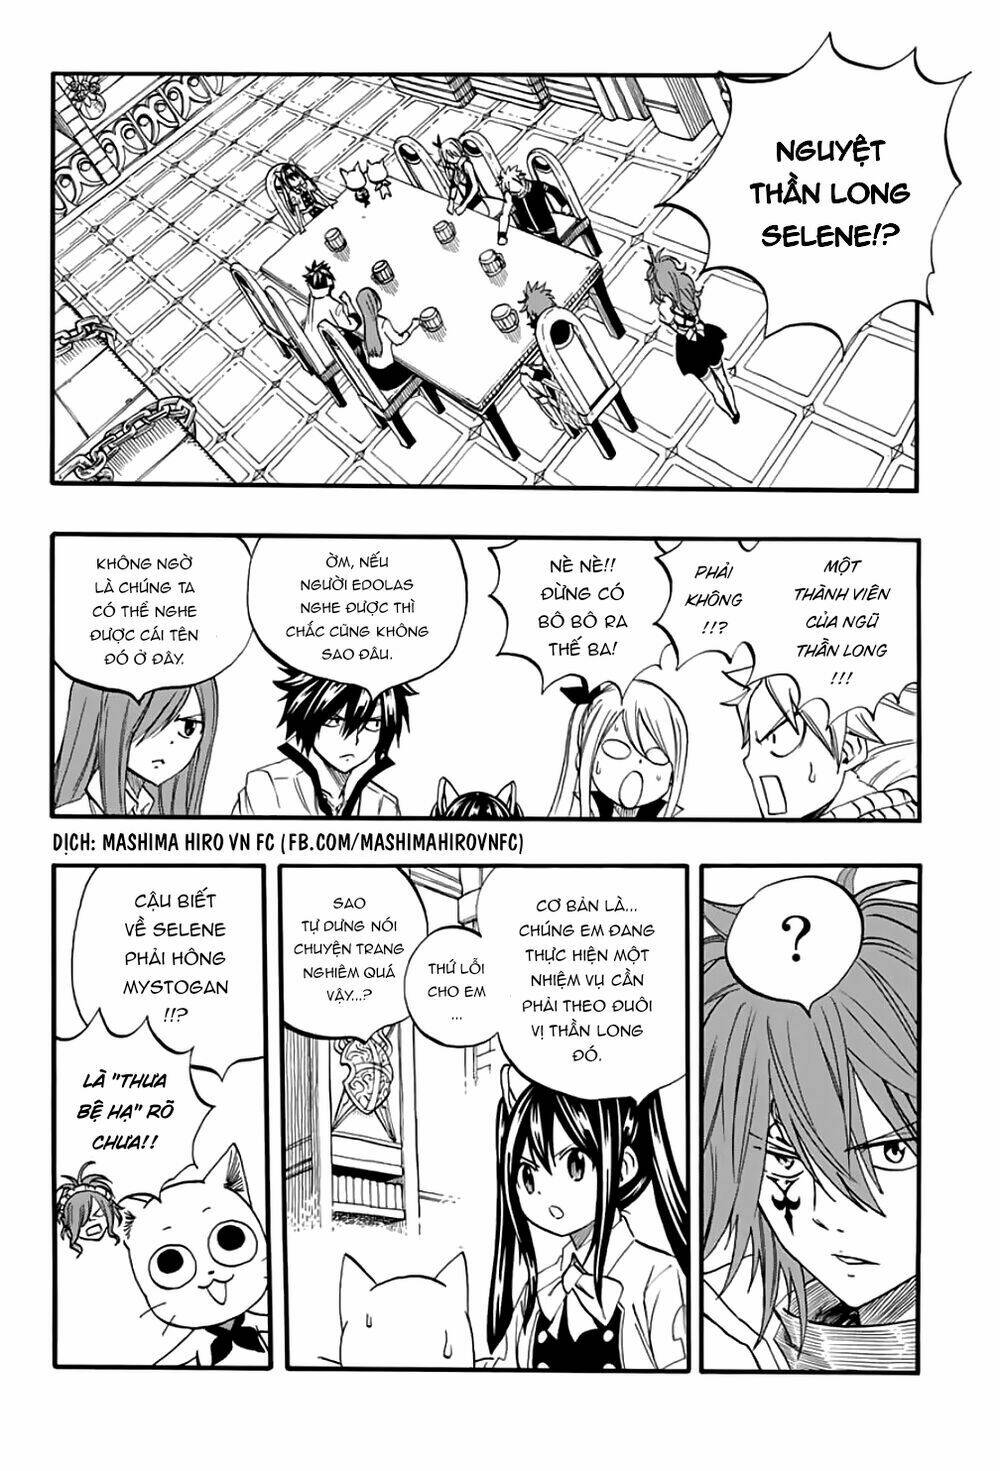 NGUYỆT
THẦN LONG
SELENE!?
MỘT
THÀNH VIÊN
CỦA NGŨ
THẦN LONG
!!!
PHẢI
KHÔNG
!!?
NÈ NÈ!!
ĐỪNG CÓ
BÔ BÔ RA
THẾ BA!
ỜM, NẾU
NGƯỜI EDOLAS
NGHE ĐƯỢC THÌ
CHẮC CŨNG KHÔNG
SAO ĐÂU.
KHÔNG NGỜ
LÀ CHÚNG TA
CÓ THỂ NGHE
ĐƯỢC CÁI TÊN
ĐÓ Ở ĐÂY.
DỊCH: MASHIMA HIRO VN FC (FB.COM/MASHIMAHIROVNFC)
?
CƠ BẢN LÀ...
CHÚNG EM ĐANG
THỰC HIỆN MỘT
NHIỆM VỤ CẦN
PHẢI THEO ĐUÔI
VỊ THẦN LONG
ĐÓ.
THỨ LỖI
CHO EM
...
SAO
TỰ DƯNG NÓI
CHUYỆN TRANG
NGHIÊM QUÁ
VẬY...?
CẬU BIẾT
VỀ SELENE
PHẢI HÔNG
MYSTOGAN
!!?
LÀ "THƯA
BỆ HẠ" RÕ
CHƯA!!